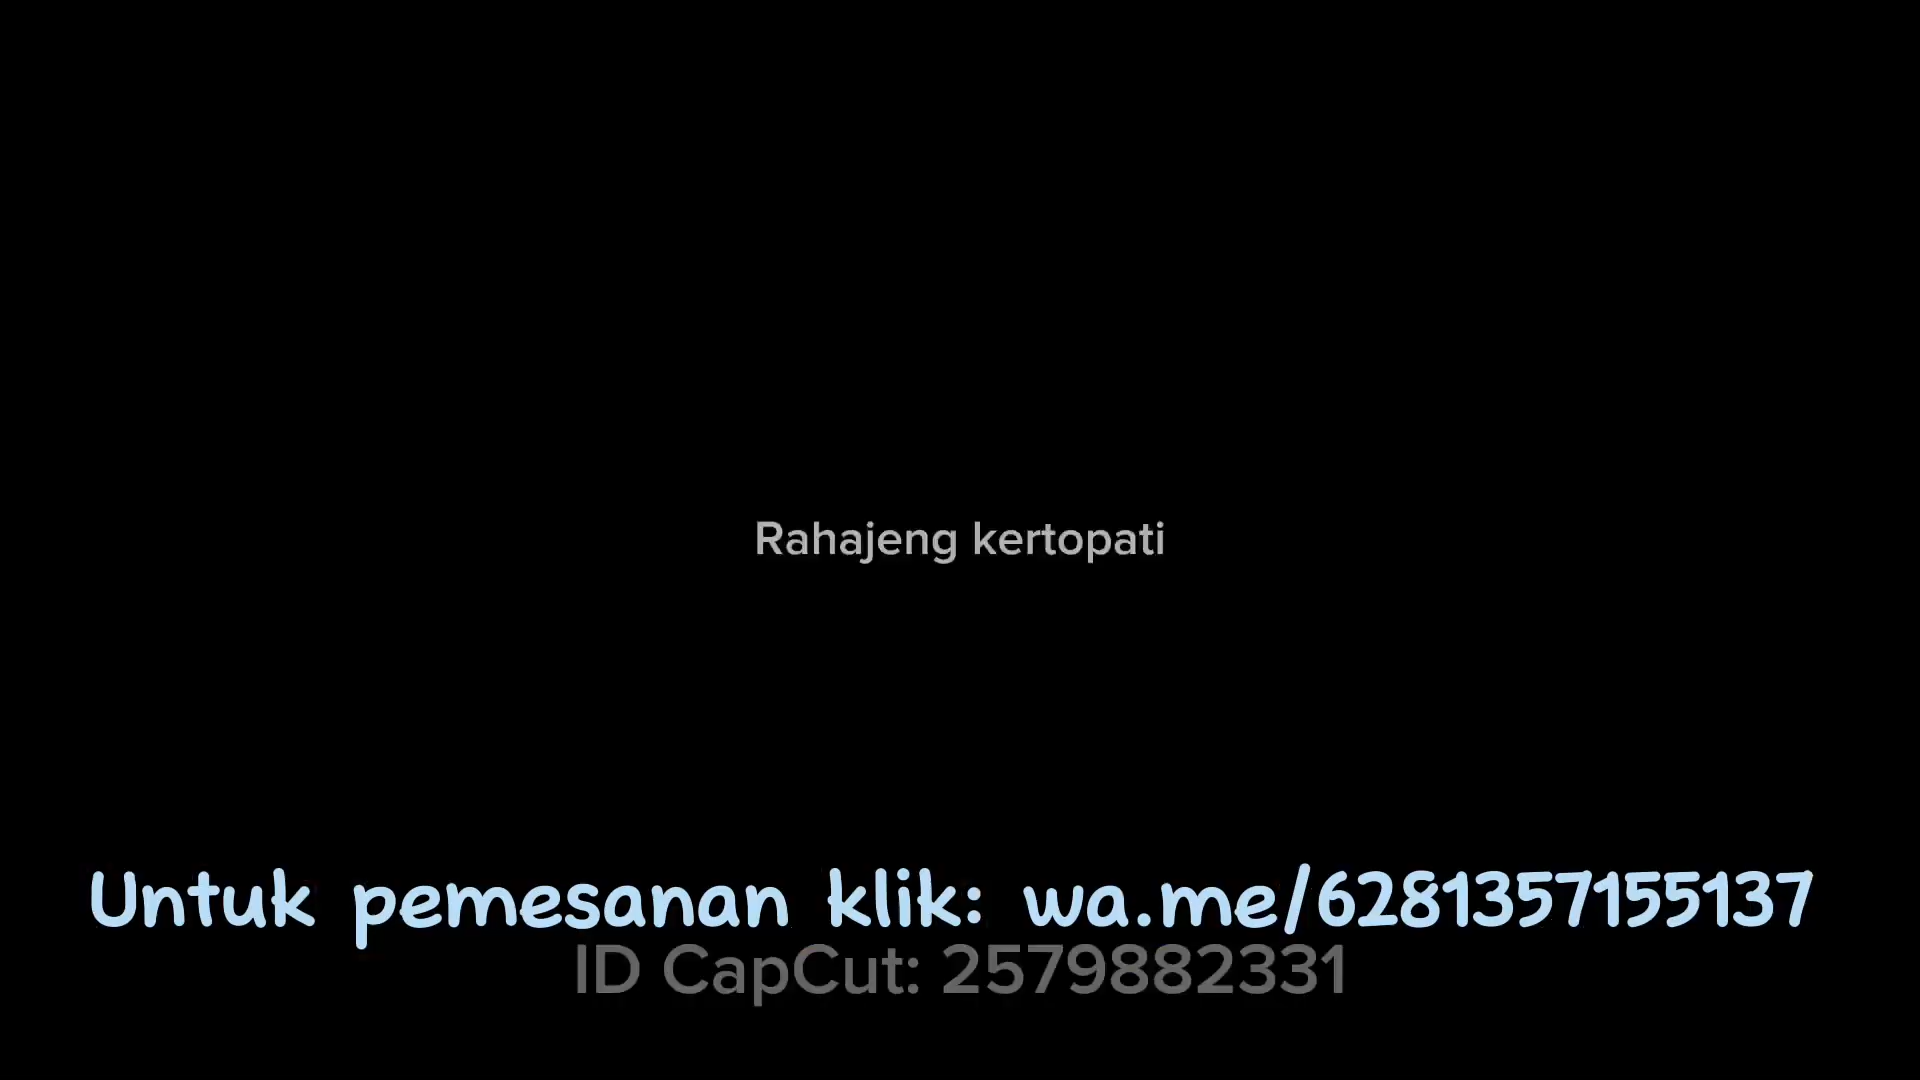 Rahajeng kertopati
Untuk pemesanan klik: wa.me/6281357155137
ID CapCut: 2579882331